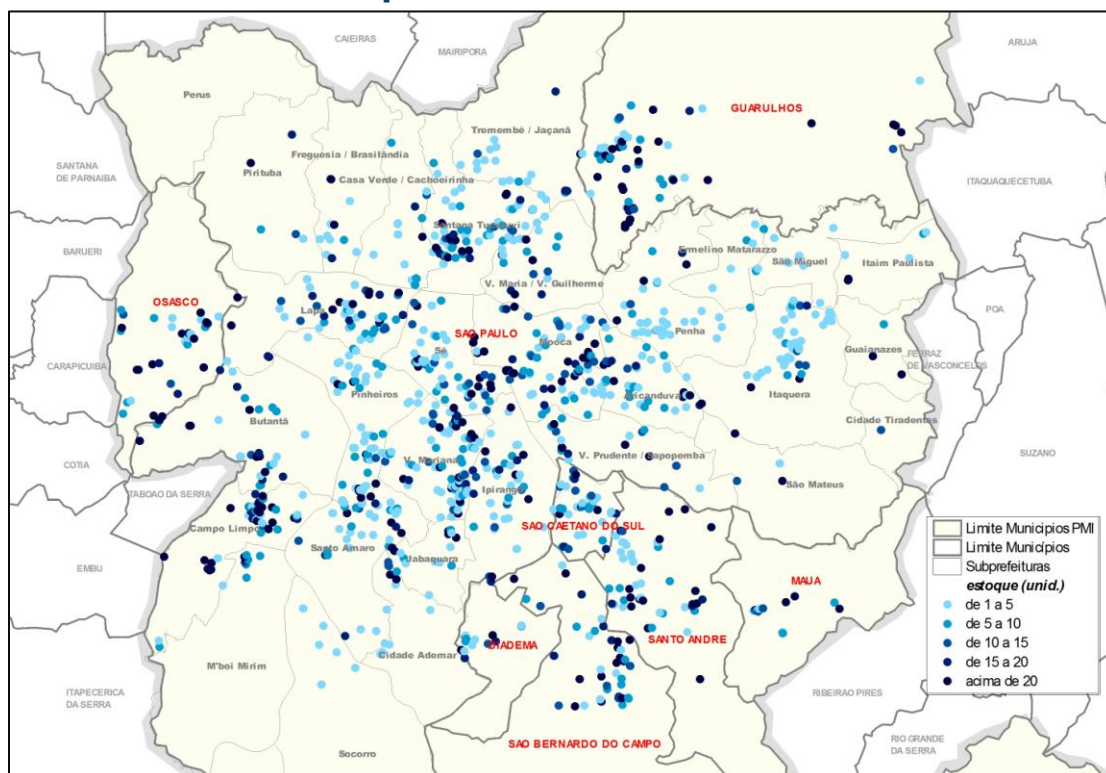 CAIEIRAS
MAIRIPORA
ARUJA
Perus
GUARULHOS
Tremembé / Jaçanã
Freguesia / Brasilândia
SANTANA
DE PARNAIBA
Pirituba
Casa Verde / Cachoeirinha
ITAQUAQUECETUBA
Santana Tucuruvi
BARUERI
Ermelino Matarazzo
São Miguel
Itaim Paulista
V. Maria / V. Guilherme
OSASCO
Lapa
POA
SAO PAULO
Penha
Mooca
Sé
Guaianazes
FERRAZ
DE VASCONCELOS
CARAPICUIBA
Pinheiros
Aricanduva
Itaquera
Butantã
Cidade Tiradentes
COTIA
V. Mariana
V. Prudente / Sapopemba
SUZANO
TABOAO DA SERRA
Ipiranga
São Mateus
Campo Limpo
SAO CAETANO DO SUL
Santo Amaro
Jabaquara
EMBU
MAUA
DIADEMA
SANTO ANDRE
M'boi Mirim
Cidade Ademar
ITAPECERICA
DA SERRA
RIBEIRAO PIRES
SAO BERNARDO DO CAMPO
RIO GRANDE
DA SERRA
Socorro
Limite Municípios PMI
Limite Municípios
Subprefeituras
estoque (unid.)
de 1 a 5
de 5 a 10
de 10 a 15
de 15 a 20
acima de 20